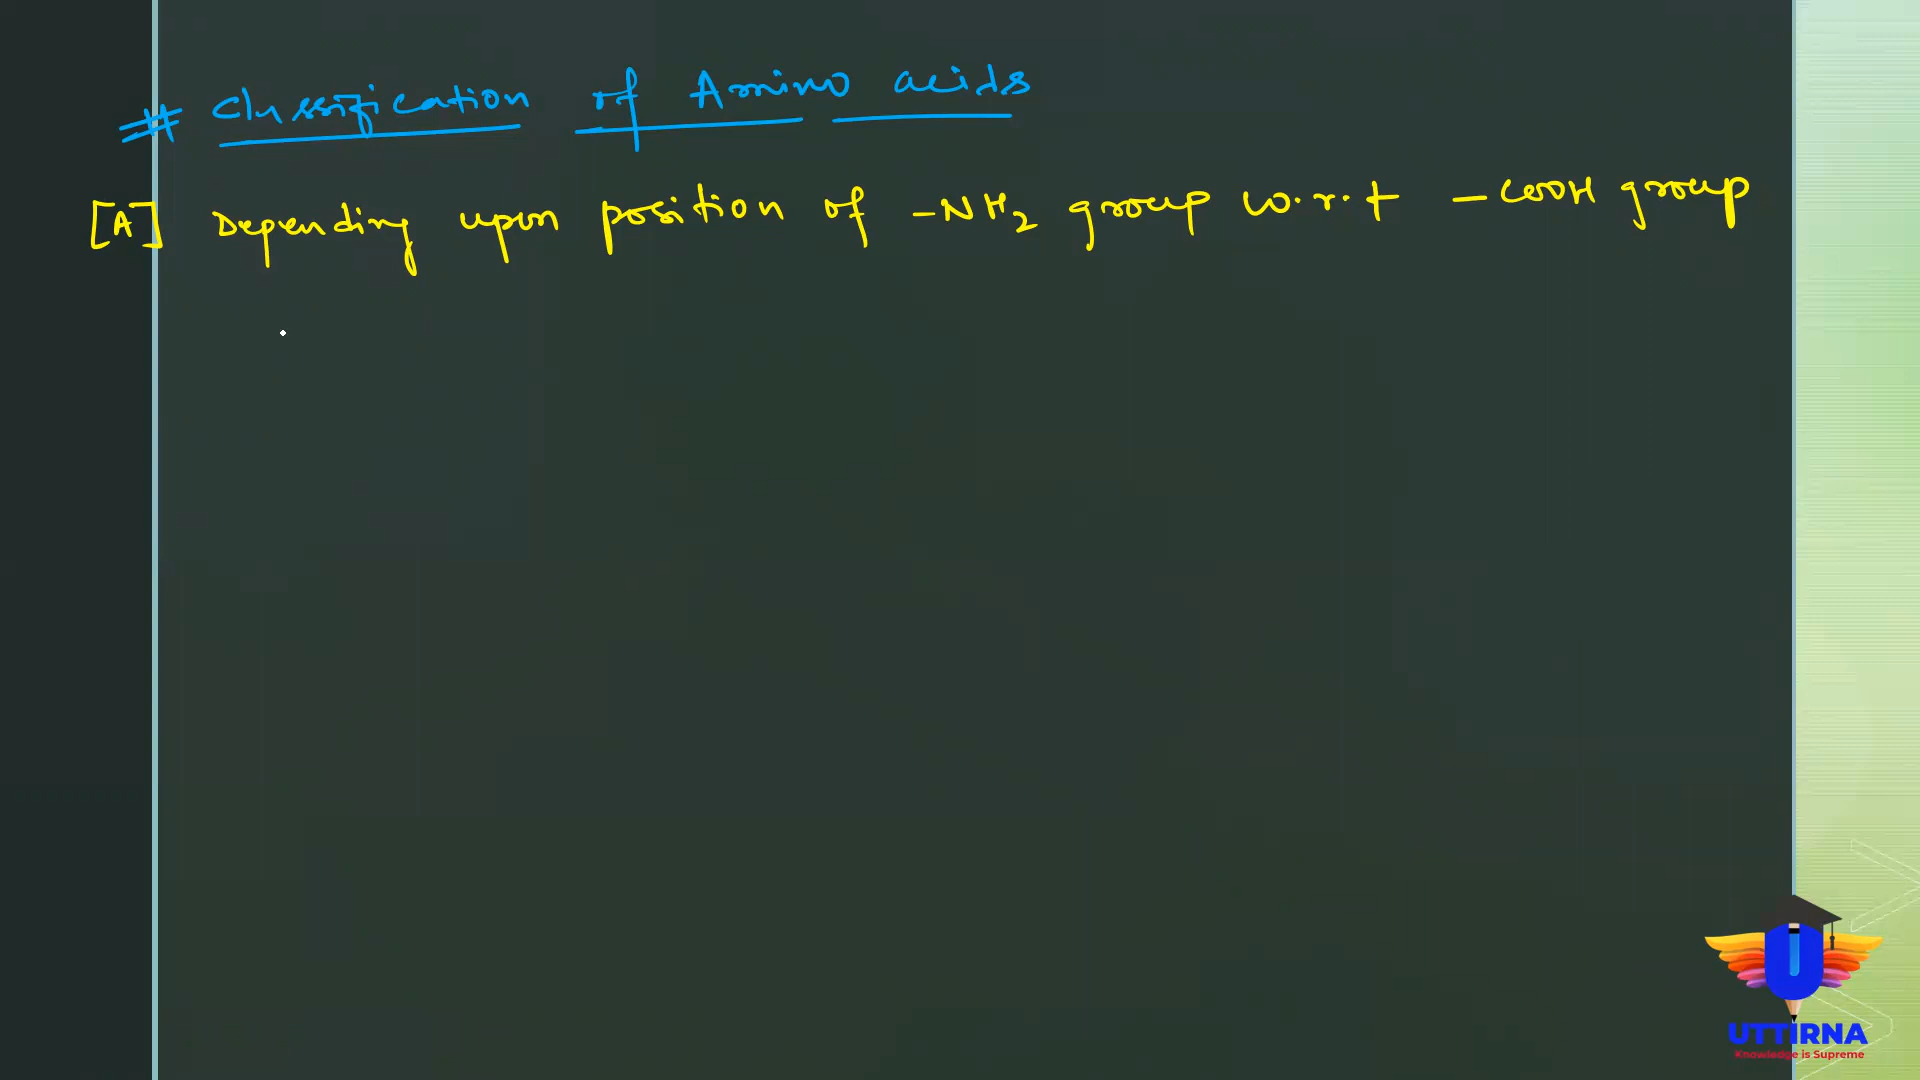 # Classification of Amino acids
[A] Depending upon position of -NH2 group w.r.t -COOH group
UTTIRNA
Knowledge is Supreme